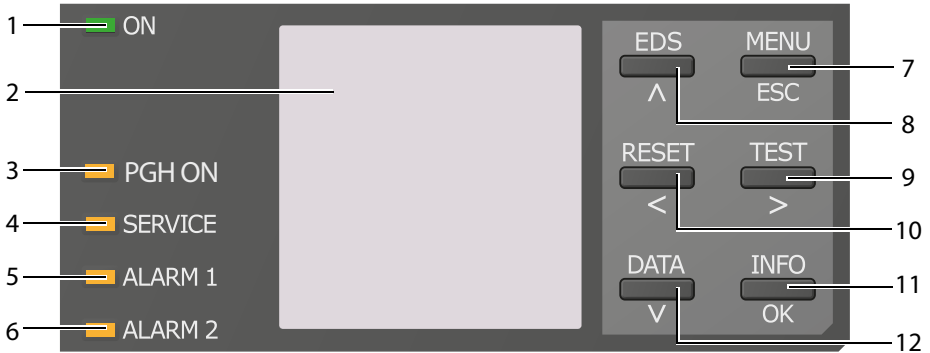 1 ON
2
3 PGH ON
4 SERVICE
5 ALARM 1
6 ALARM 2
EDS MENU
∧ ESC
7
8
RESET TEST
< >
9
10
DATA INFO
∨ OK
11
12